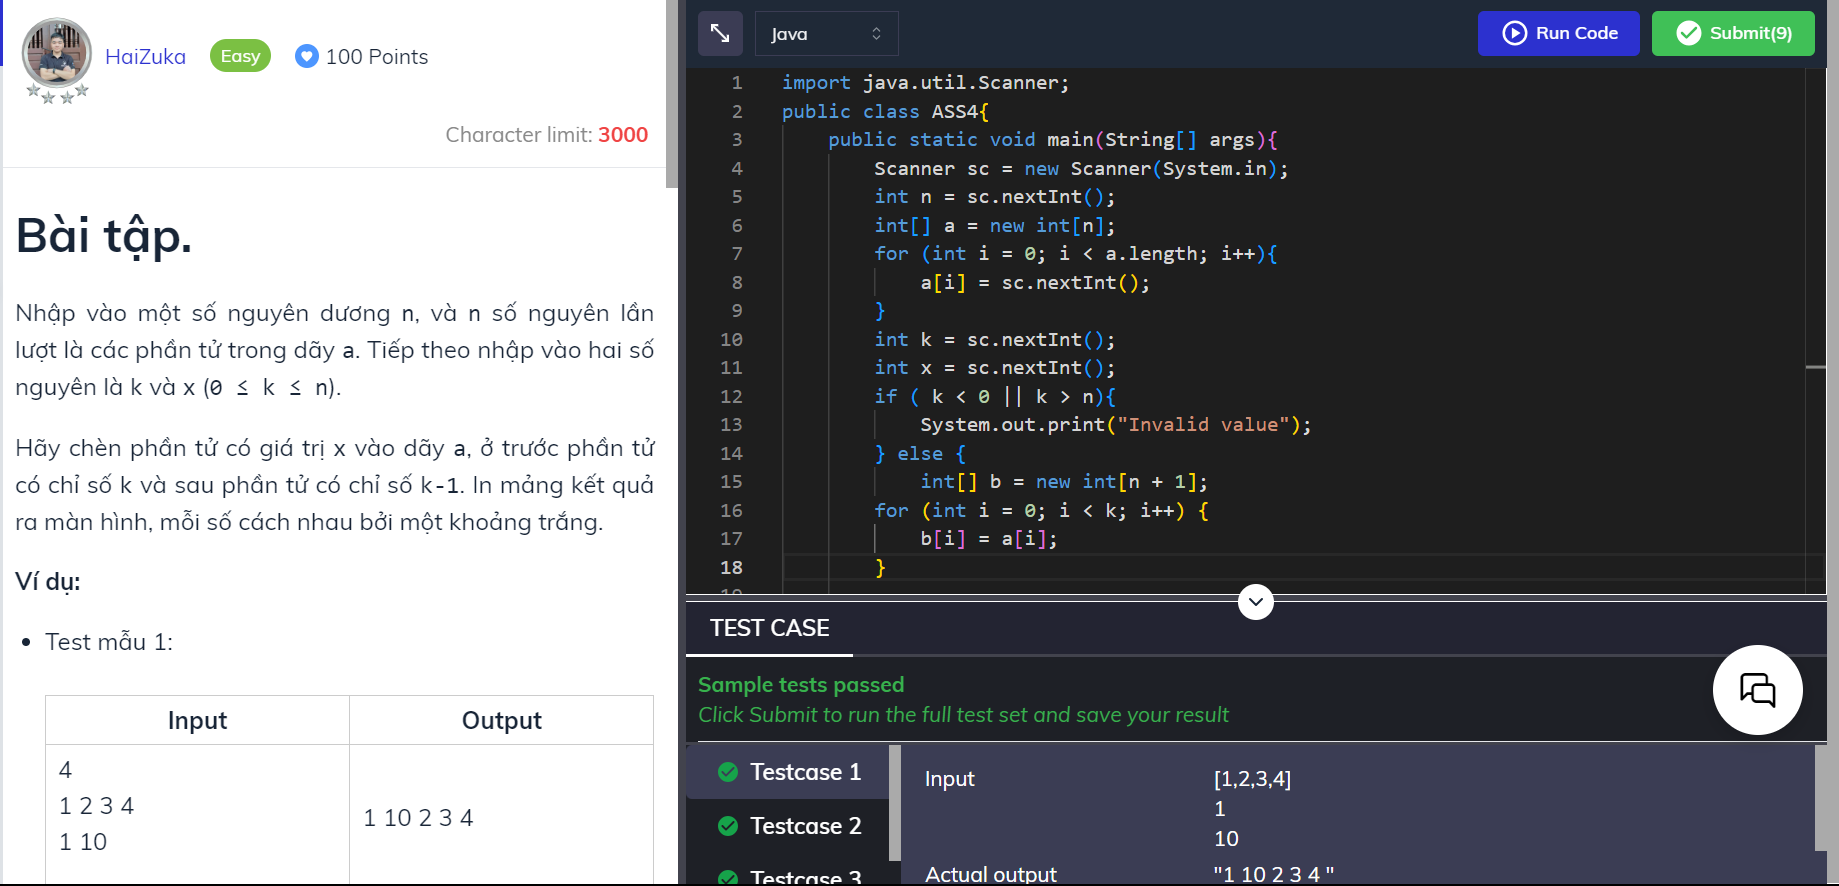 HaiZuka Easy 100 Points
Character limit: 3000
Bài tập.
Nhập vào một số nguyên dương n, và n số nguyên lần
lượt là các phần tử trong dãy a. Tiếp theo nhập vào hai số
nguyên là k và x (0 ≤ k ≤ n).
Hãy chèn phần tử có giá trị x vào dãy a, ở trước phần tử
có chỉ số k và sau phần tử có chỉ số k-1. In mảng kết quả
ra màn hình, mỗi số cách nhau bởi một khoảng trắng.
Ví dụ:
• Test mẫu 1:
Input Output
4
1 2 3 4
1 10
1 10 2 3 4
Java Run Code Submit(9)
1 import java.util.Scanner;
2 public class ASS4{
3 public static void main(String[] args){
4 Scanner sc = new Scanner(System.in);
5 int n = sc.nextInt();
6 int[] a = new int[n];
7 for (int i = 0; i < a.length; i++){
8 a[i] = sc.nextInt();
9 }
10 int k = sc.nextInt();
11 int x = sc.nextInt();
12 if ( k < 0 || k > n){
13 System.out.print("Invalid value");
14 } else {
15 int[] b = new int[n + 1];
16 for (int i = 0; i < k; i++) {
17 b[i] = a[i];
18 }
TEST CASE
Sample tests passed
Click Submit to run the full test set and save your result
Testcase 1
Testcase 2
Testcase 3
Input [1,2,3,4]
1
10
Actual output "1 10 2 3 4 "